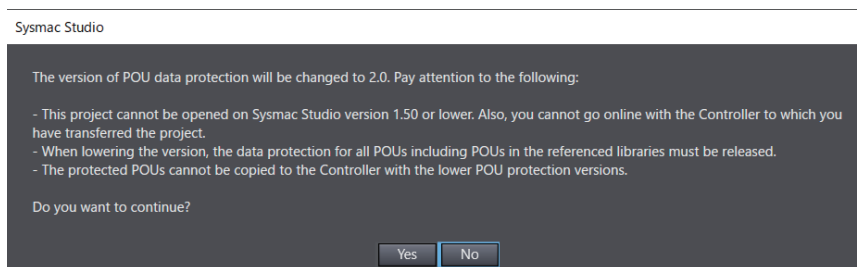 Sysmac Studio
The version of POU data protection will be changed to 2.0. Pay attention to the following:
- This project cannot be opened on Sysmac Studio version 1.50 or lower. Also, you cannot go online with the Controller to which you
have transferred the project.
- When lowering the version, the data protection for all POUs including POUs in the referenced libraries must be released.
- The protected POUs cannot be copied to the Controller with the lower POU protection versions.
Do you want to continue?
Yes No